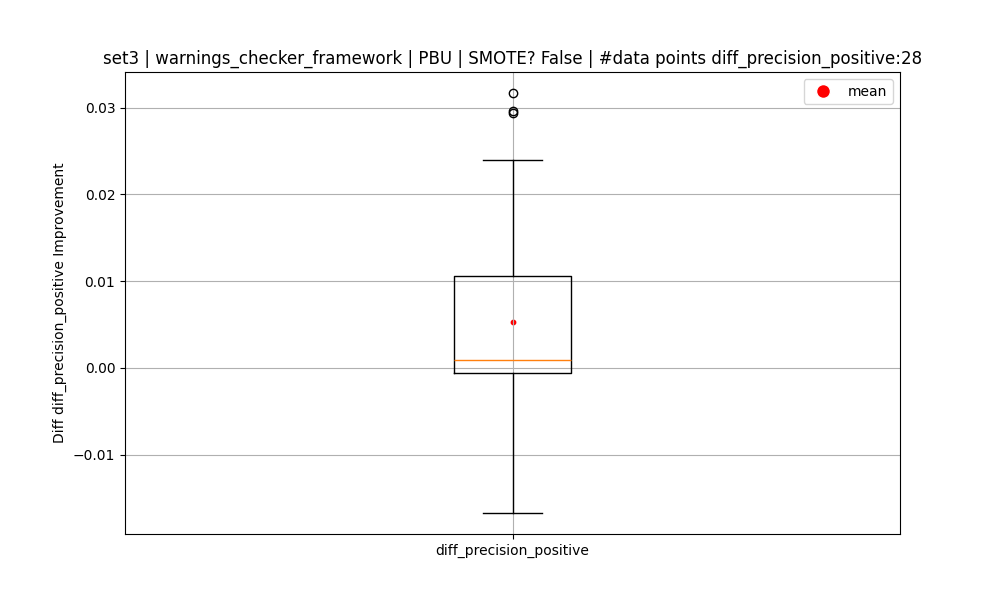 set3 | warnings_checker_framework | PBU | SMOTE? False | #data points diff_precision_positive:28
mean
0.03
0.02
0.01
0.00
−0.01
Diff diff_precision_positive Improvement
diff_precision_positive